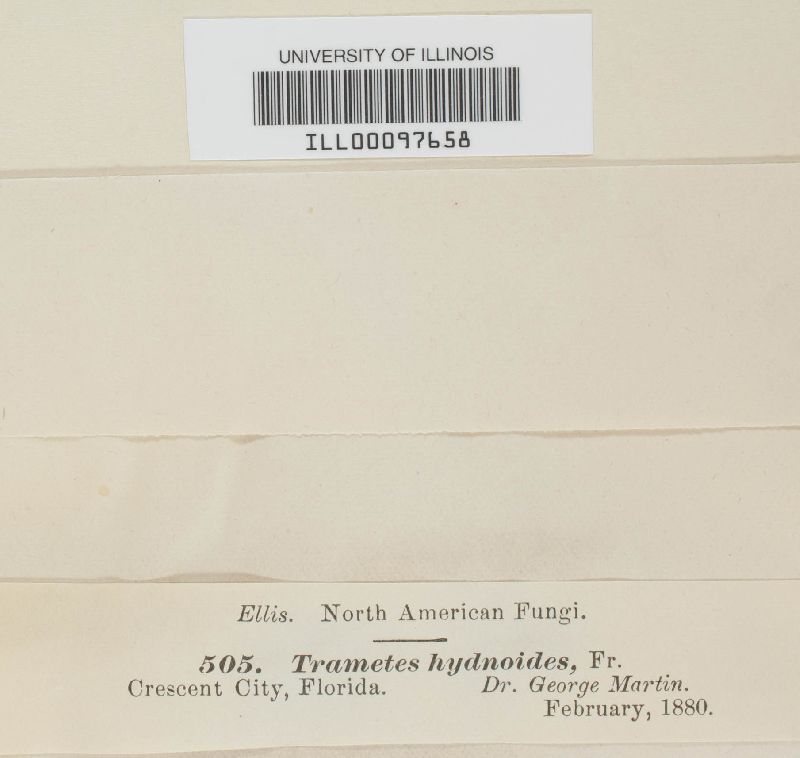 UNIVERSITY OF ILLINOIS
ILL00097658
Ellis. North American Fungi.
505. Trametes hydnoides, Fr.
Crescent City, Florida. Dr. George Martin.
February, 1880.